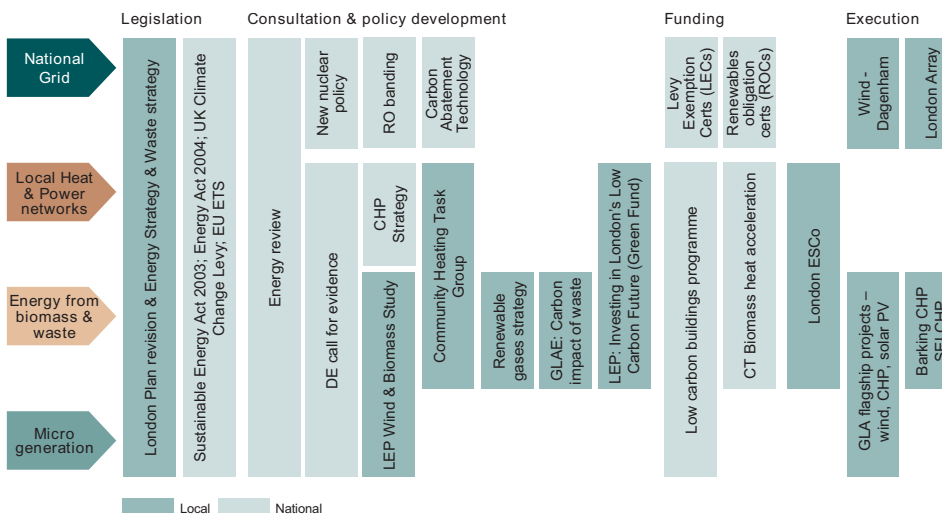 Legislation
Consultation & policy development
Funding
Execution
National
Grid
Local Heat
& Power
networks
Energy from
biomass &
waste
Micro
generation
London Plan revision & Energy Strategy & Waste strategy
Sustainable Energy Act 2003; Energy Act 2004; UK Climate
Change Levy; EU ETS
Energy review
New nuclear
policy
DE call for evidence
RO banding
CHP
Strategy
LEP Wind & Biomass Study
Carbon
Abatement
Technology
Community Heating Task
Group
Renewable
gases strategy
GLAE: Carbon
impact of waste
LEP: Investing in London's Low
Carbon Future (Green Fund)
Levy
Exemption
Certs (LECs)
Low carbon buildings programme
Renewables
obligation
certs (ROCs)
CT Biomass heat acceleration
London ESCo
Wind -
Dagenham
GLA flagship projects –
wind, CHP, solar PV
London Array
Barking CHP
SELCHP
Local
National